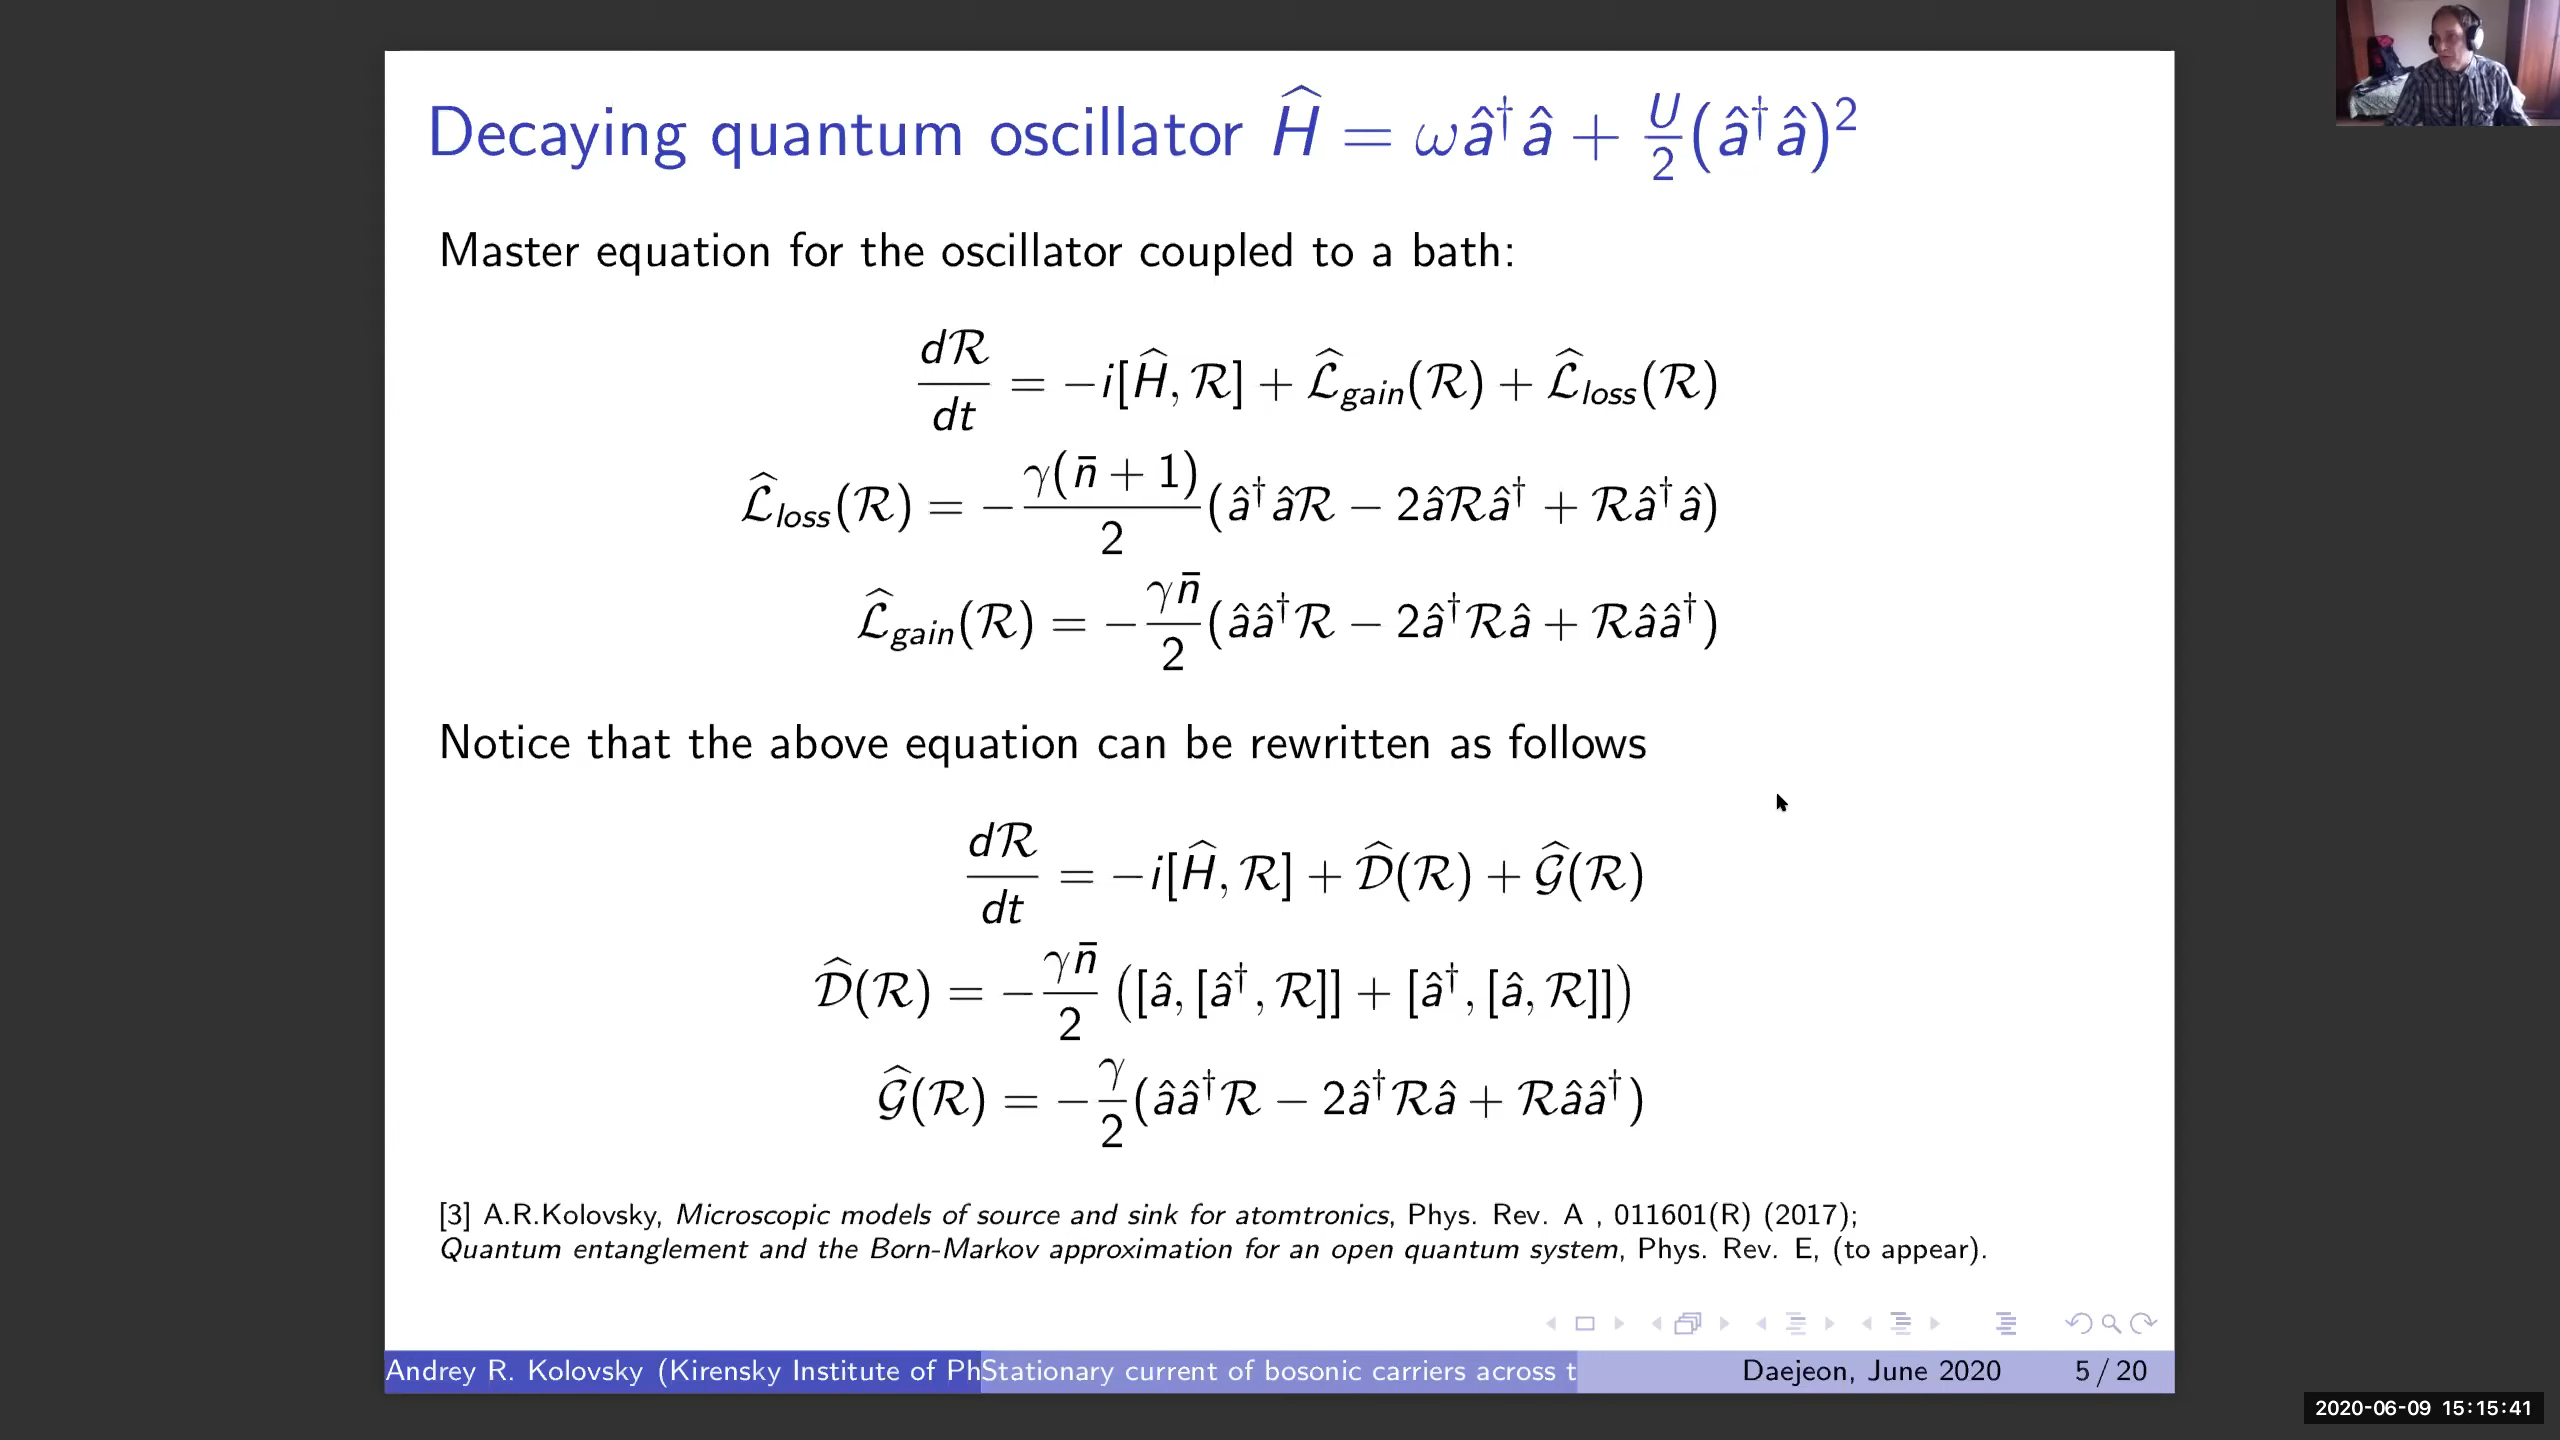 Decaying quantum oscillator Ĥ = ωâ†â + U/2(â†â)²
Master equation for the oscillator coupled to a bath:
dℛ/dt = −i[Ĥ, ℛ] + ℒ̂gain(ℛ) + ℒ̂loss(ℛ)
ℒ̂loss(ℛ) = −γ(n̄ + 1)/2 (â†âℛ − 2âℛâ† + ℛâ†â)
ℒ̂gain(ℛ) = −γn̄/2 (ââ†ℛ − 2â†ℛâ + ℛââ†)
Notice that the above equation can be rewritten as follows
dℛ/dt = −i[Ĥ, ℛ] + 𝒟̂(ℛ) + 𝒢̂(ℛ)
𝒟̂(ℛ) = −γn̄/2 ([â, [â†, ℛ]] + [â†, [â, ℛ]])
𝒢̂(ℛ) = −γ/2 (ââ†ℛ − 2â†ℛâ + ℛââ†)
[3] A.R.Kolovsky, Microscopic models of source and sink for atomtronics, Phys. Rev. A , 011601(R) (2017);
Quantum entanglement and the Born-Markov approximation for an open quantum system, Phys. Rev. E, (to appear).
Andrey R. Kolovsky (Kirensky Institute of Ph Stationary current of bosonic carriers across t Daejeon, June 2020 5 / 20
2020-06-09 15:15:41